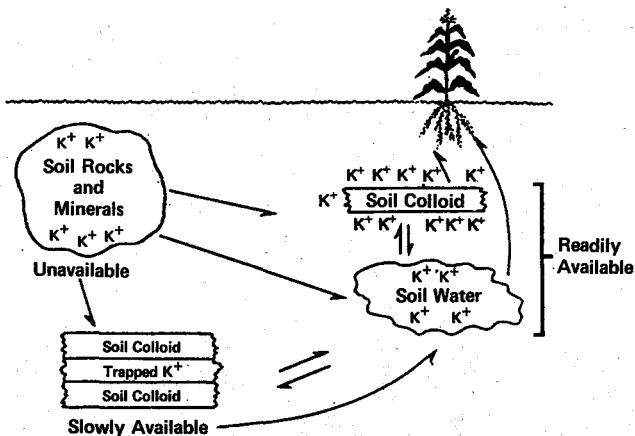 K+ K+
Soil Rocks
and
Minerals
K+ K+ K+
Unavailable
K+ K+ K+ K+ K+
K+ Soil Colloid
K+ K+ K+ K+ K+
K+ K+
Soil Water
K+ K+
Readily
Available
Soil Colloid
Trapped K+
Soil Colloid
Slowly Available